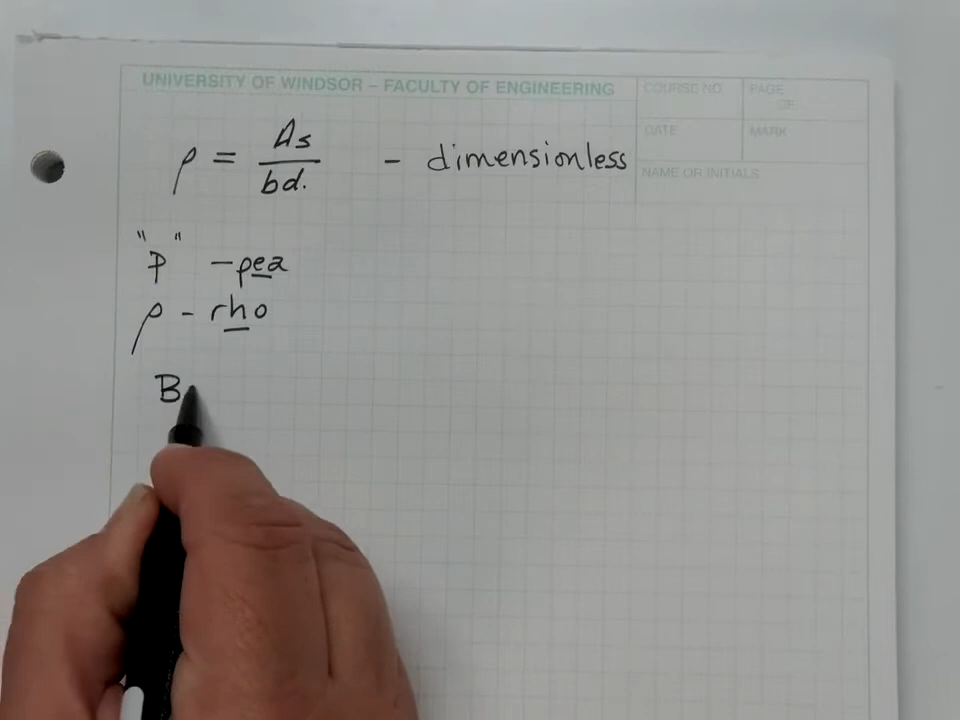 UNIVERSITY OF WINDSOR – FACULTY OF ENGINEERING
COURSE NO
PAGE
OF
DATE
MARK
NAME OR INITIALS
ρ = As / bd. - dimensionless
"P" - pea
ρ - rho
B